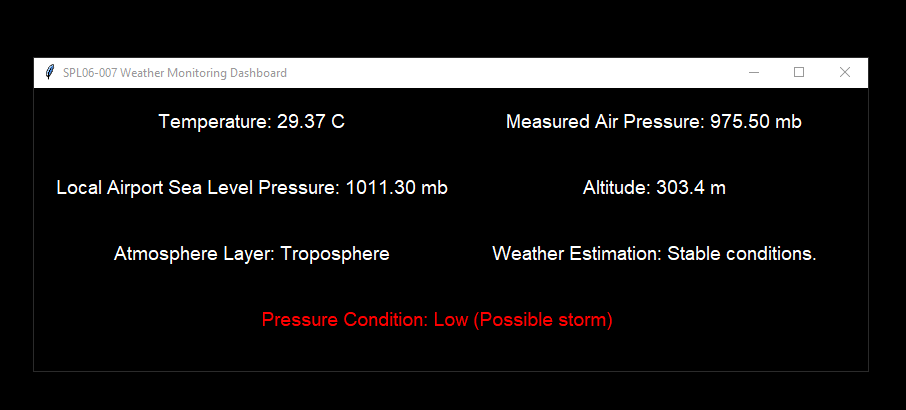 SPL06-007 Weather Monitoring Dashboard
Temperature: 29.37 C
Measured Air Pressure: 975.50 mb
Local Airport Sea Level Pressure: 1011.30 mb
Altitude: 303.4 m
Atmosphere Layer: Troposphere
Weather Estimation: Stable conditions.
Pressure Condition: Low (Possible storm)